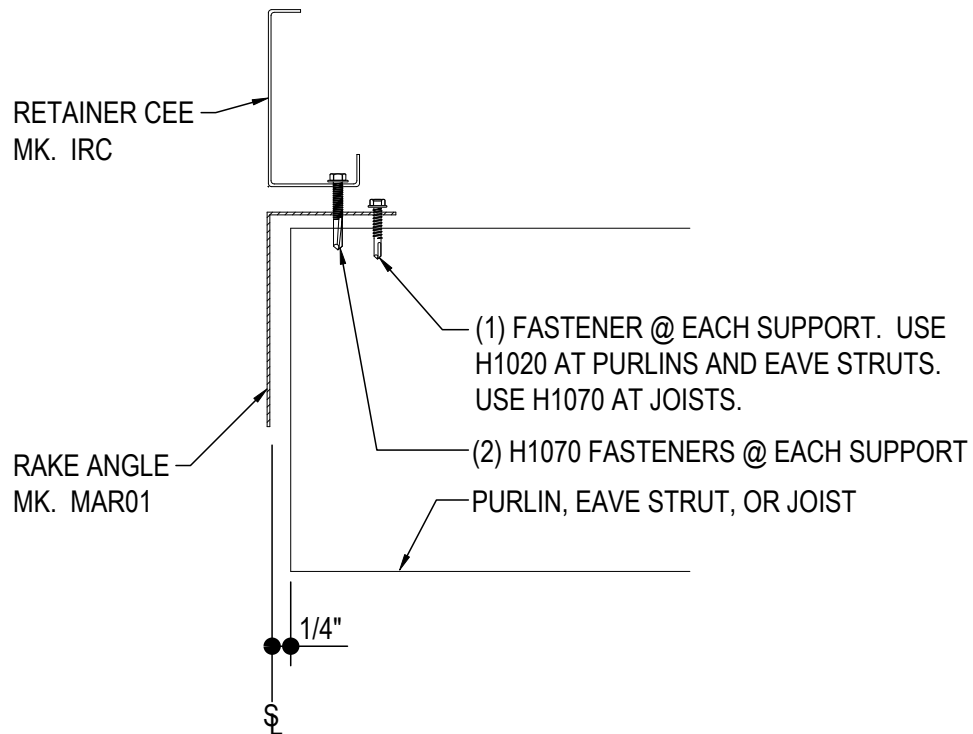 RETAINER CEE
MK. IRC
(1) FASTENER @ EACH SUPPORT. USE
H1020 AT PURLINS AND EAVE STRUTS.
USE H1070 AT JOISTS.
(2) H1070 FASTENERS @ EACH SUPPORT
RAKE ANGLE
MK. MAR01
PURLIN, EAVE STRUT, OR JOIST
1/4"
SL